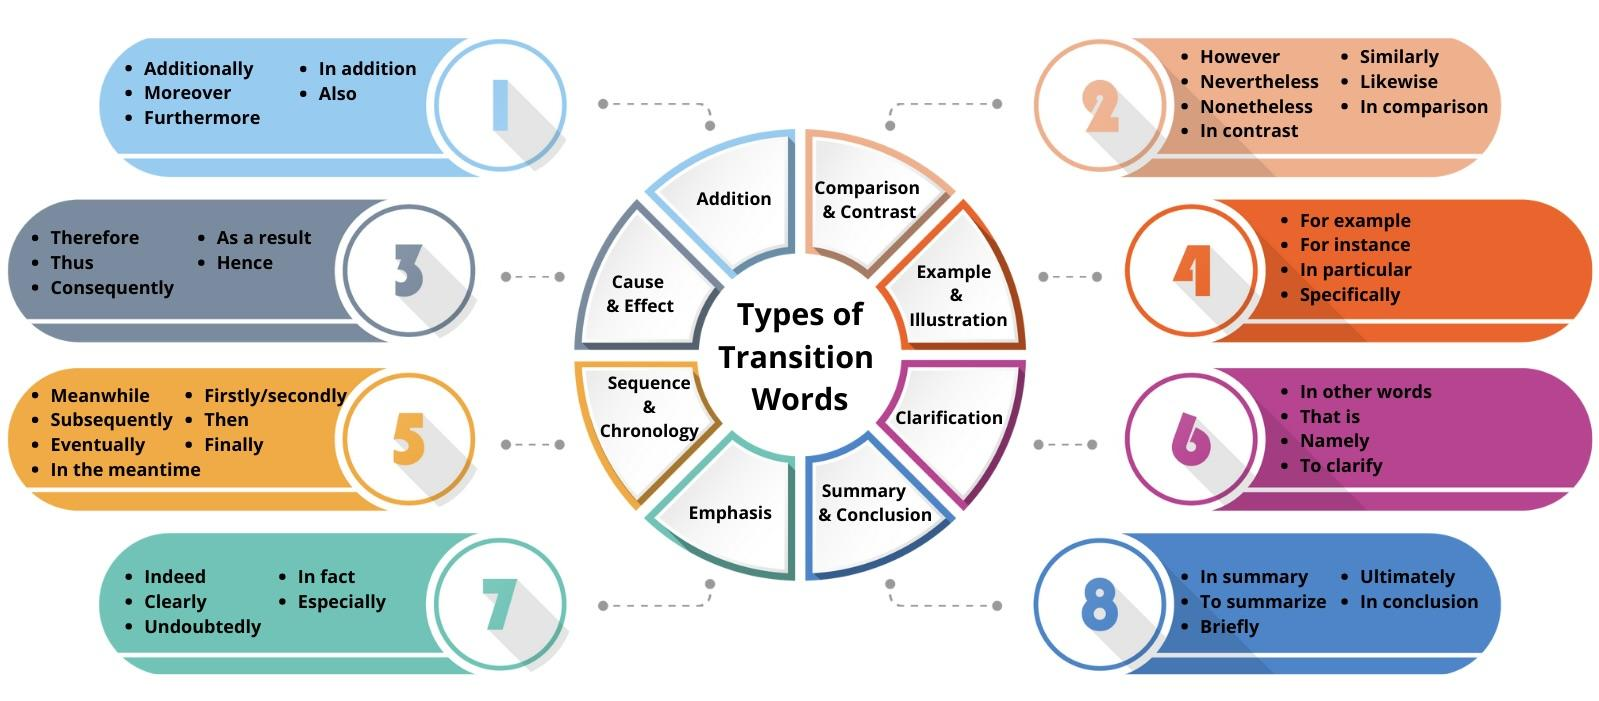 1
Additionally
Moreover
Furthermore
In addition
Also
2
However
Nevertheless
Nonetheless
In contrast
Similarly
Likewise
In comparison
3
Therefore
Thus
Consequently
As a result
Hence
4
For example
For instance
In particular
Specifically
5
Meanwhile
Subsequently
Eventually
In the meantime
Firstly/secondly
Then
Finally
6
In other words
That is
Namely
To clarify
7
Indeed
Clearly
Undoubtedly
In fact
Especially
8
In summary
To summarize
Briefly
Ultimately
In conclusion
Types of
Transition
Words
Addition
Comparison
& Contrast
Cause
& Effect
Example
&
Illustration
Sequence
&
Chronology
Clarification
Emphasis
Summary
& Conclusion